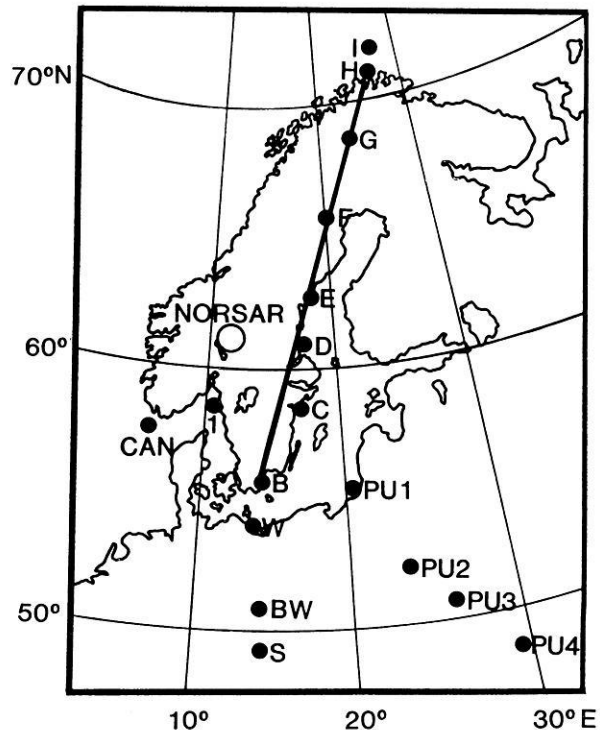 I
70ºN
H
G
F
E
NORSAR
60º
D
1
C
CAN
B
PU1
W
PU2
BW
PU3
50º
S
PU4
10º
20º
30º E